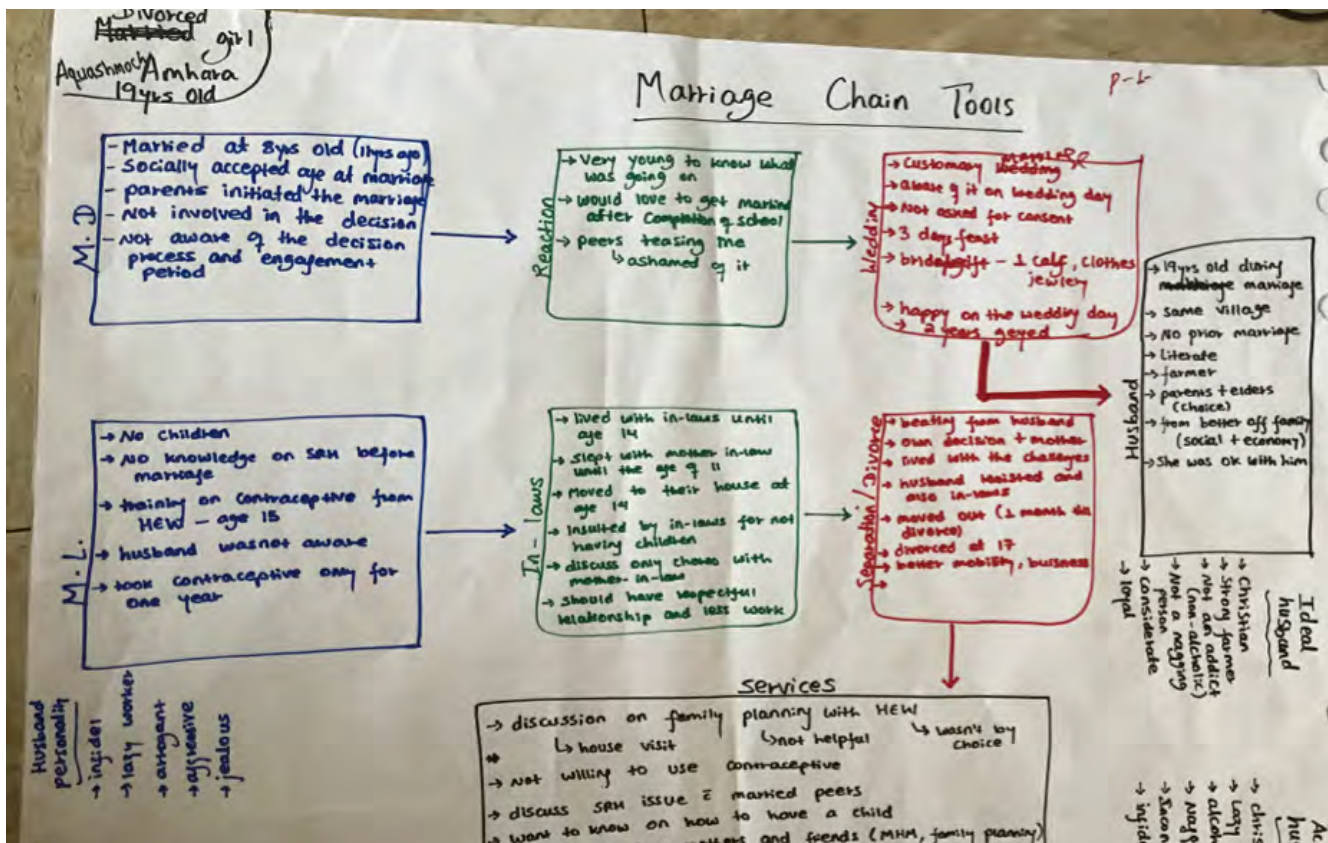 Divorced
Married girl
Aquashmoch Amhara
19yrs old
Marriage Chain Tools
P-1
M.D
- Married at 8yrs old (11yrs ago)
- Socially accepted age at marriage
- parents initiated the marriage
- Not involved in the decision
- Not aware of the decision
process and engagement
period
Reaction
→ Very young to know what
was going on
→ would love to get married
after completion of school
→ peers teasing me
↳ ashamed of it
Wedding
→ Customary marriage
wedding
→ aware of it on wedding day
→ Not asked for consent
→ 3 days feast
→ bridal gift - 1 calf, clothes
jewlery
→ happy on the wedding day
→ 2 years
Husband
→ 19yrs old during
marriage
→ same village
→ No prior marriage
→ Literate
→ farmer
→ parents + elders
(choice)
→ from better off family
(social + economy)
→ She was ok with him
M.L.
→ No children
→ No knowledge on SRH before
marriage
→ training on contraceptive from
HEW - age 15
→ husband was not aware
→ took contraceptive only for
one year
In-laws
→ lived with in-laws until
age 14
→ slept with mother in-law
until the age of 11
→ Moved to their house at
age 14
→ insulted by in-laws for not
having children
→ discuss only chores with
mother-in-law
→ should have respectful
relationship and less work
Separation / Divorce
→ beating from husband
→ own decision + mother
→ lived with the
→ husband and
also in-laws
→ moved out (1 month
divorce)
→ divorced at 17
→ better mobility, buisness
→
Husband
personality
→ infidel
→ lazy worker
→ arrogant
→ aggressive
→ jealous
Ideal
husband
→ Christian
→ Strong farmer
→ Not an addict
(non-alcoholic)
→ Not a nagging
person
→ considerate
→ loyal
Services
→ discussion on family planning with HEW
↳ house visit ↳ not helpful ↳ wasn't by
choice
→ Not willing to use contraceptive
→ discuss SRH issue c̄ married peers
→ want to know on how to have a child
and friends (MHM, family planning)